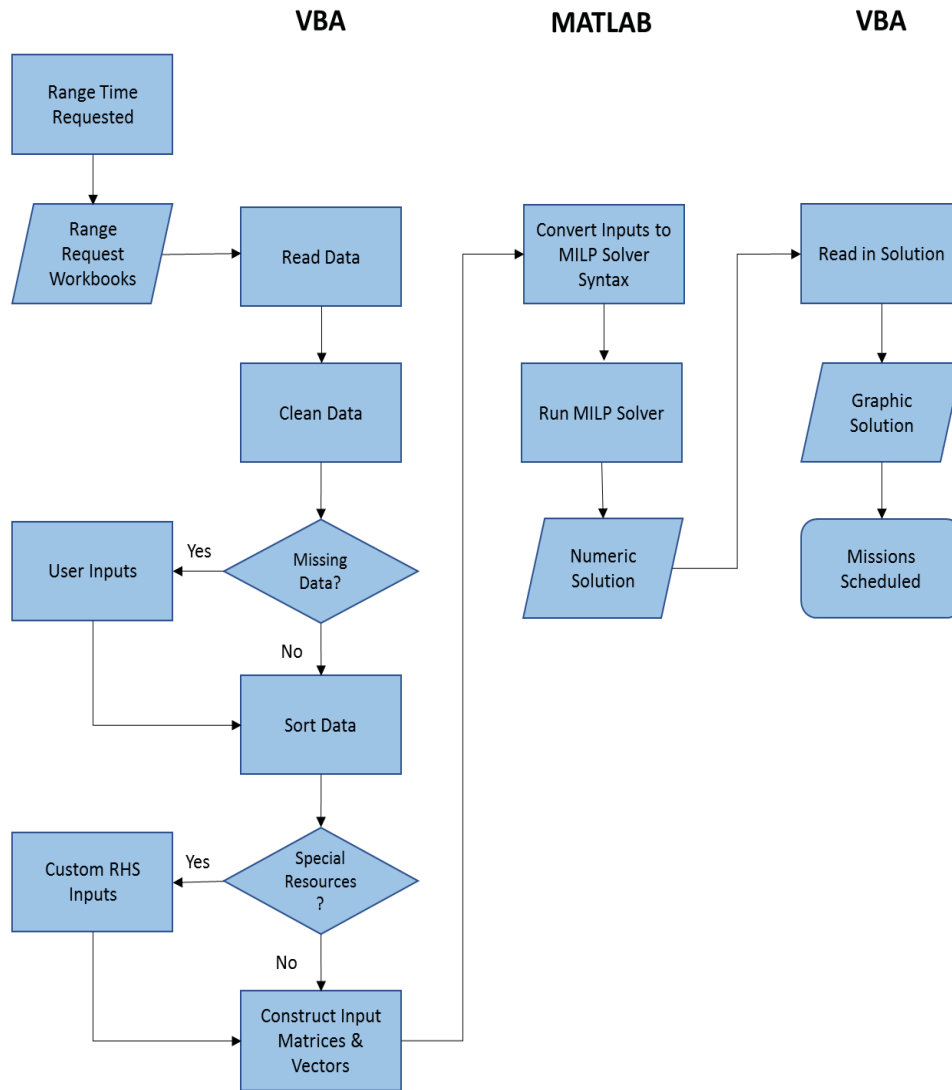 VBA
MATLAB
VBA
Range Time
Requested
Range
Request
Workbooks
Read Data
Convert Inputs to
MILP Solver
Syntax
Read in Solution
Clean Data
Run MILP Solver
Graphic
Solution
User Inputs
Yes
Missing
Data?
No
Numeric
Solution
Missions
Scheduled
Sort Data
Custom RHS
Inputs
Yes
Special
Resources
?
No
Construct Input
Matrices &
Vectors